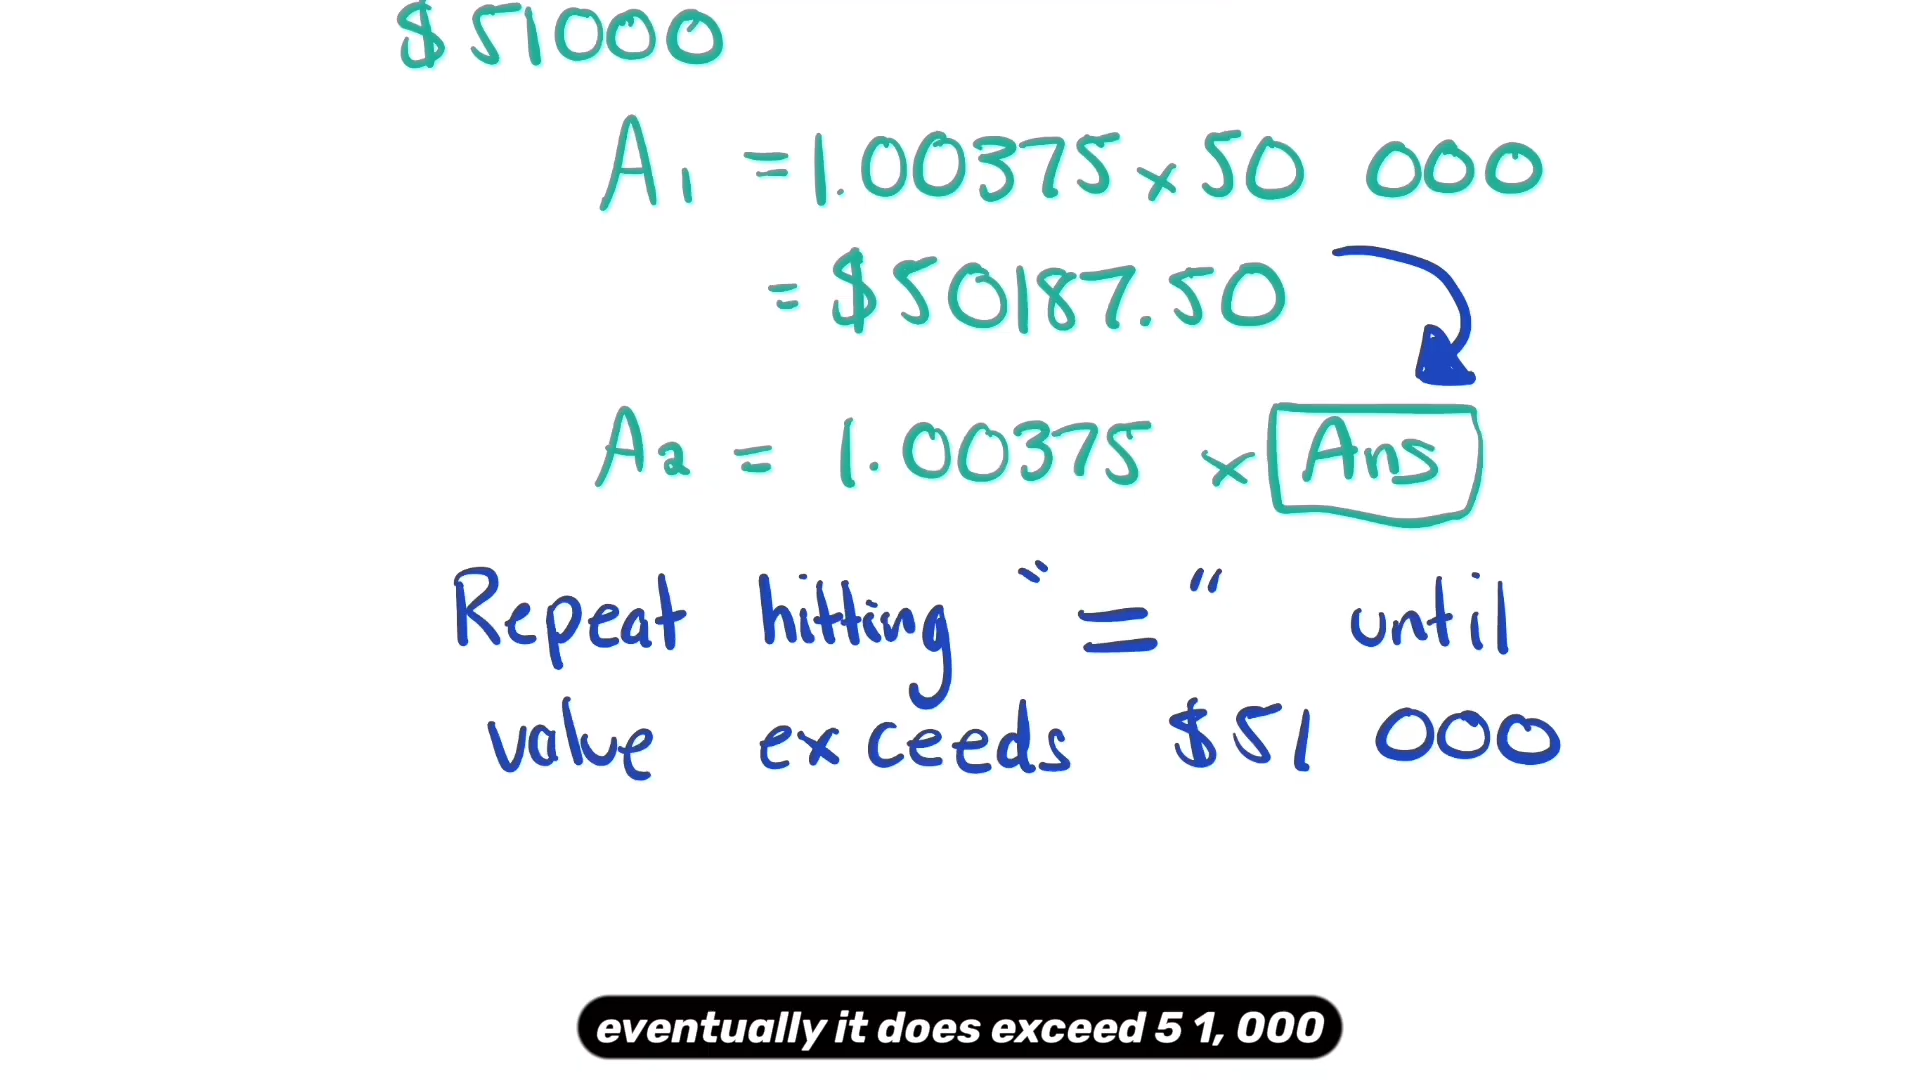 $51000
A1 = 1.00375 x 50 000
= $50187.50
A2 = 1.00375 x Ans
Repeat hitting "=" until
value exceeds $51 000
eventually it does exceed 5 1, 000